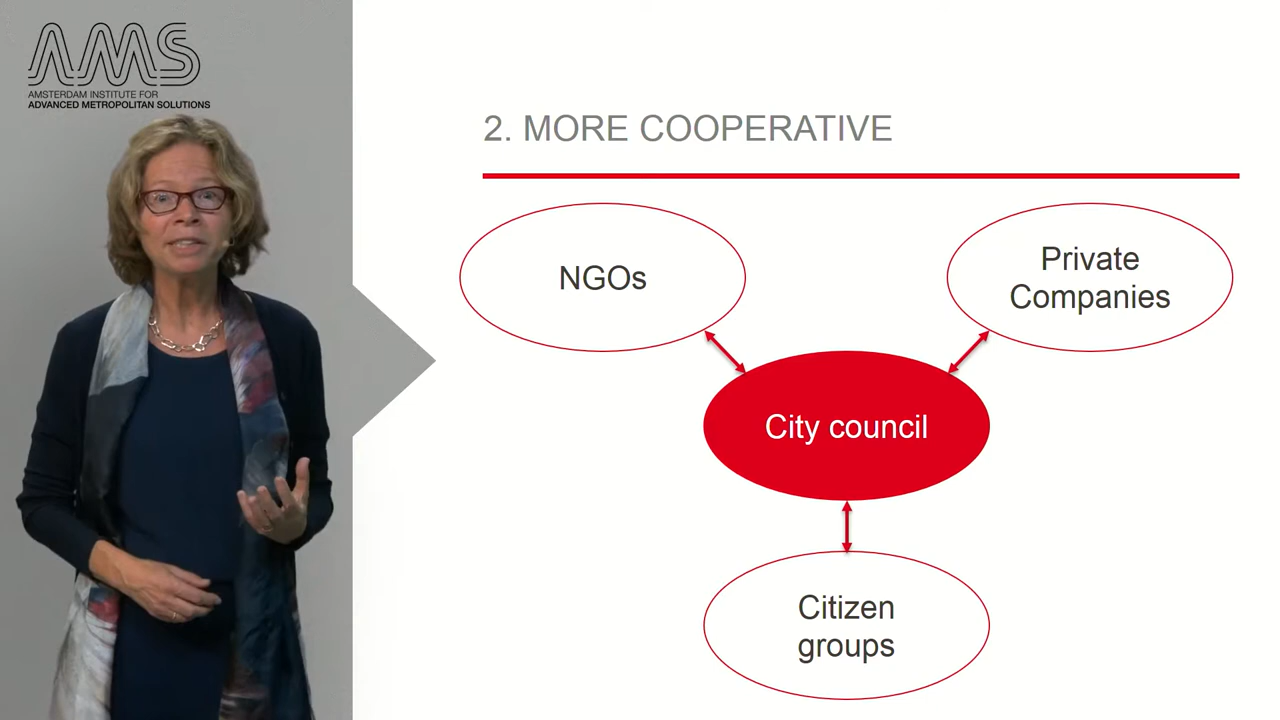 AMS
AMSTERDAM INSTITUTE FOR
ADVANCED METROPOLITAN SOLUTIONS
2. MORE COOPERATIVE
NGOs
Private
Companies
City council
Citizen
groups